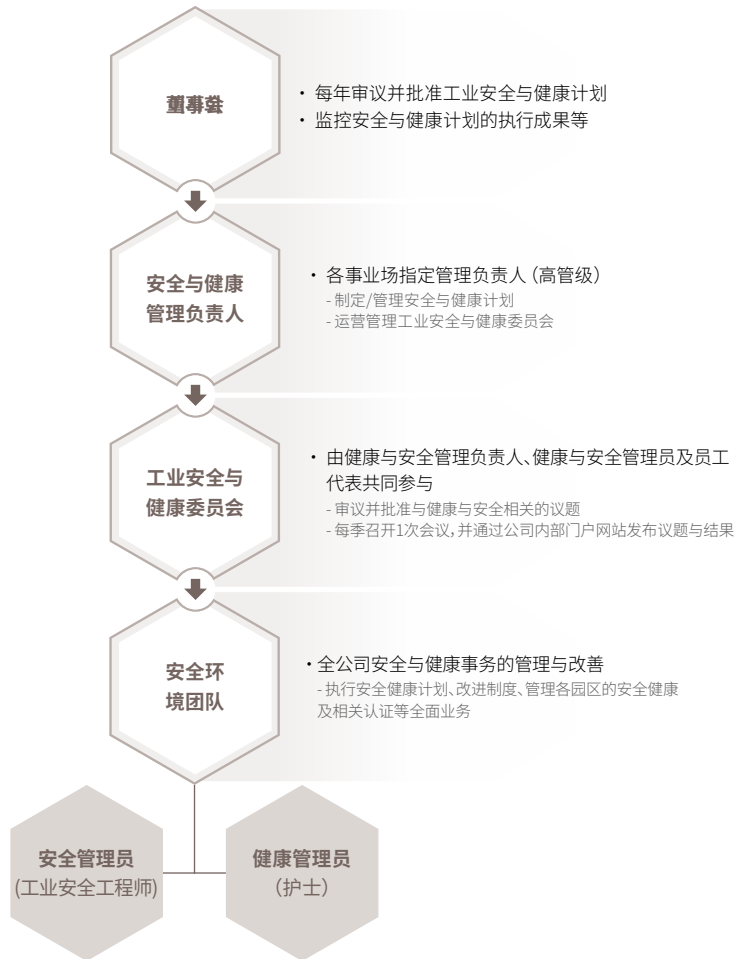 董事会
• 每年审议并批准工业安全与健康计划
• 监控安全与健康计划的执行成果等
安全与健康
管理负责人
• 各事业场指定管理负责人（高管级）
- 制定/管理安全与健康计划
- 运营管理工业安全与健康委员会
工业安全与
健康委员会
• 由健康与安全管理负责人、健康与安全管理员及员工
代表共同参与
- 审议并批准与健康与安全相关的议题
- 每季召开1次会议，并通过公司内部门户网站发布议题与结果
安全环
境团队
•全公司安全与健康事务的管理与改善
- 执行安全健康计划、改进制度、管理各园区的安全健康
及相关认证等全面业务
安全管理员
(工业安全工程师)
健康管理员
（护士）